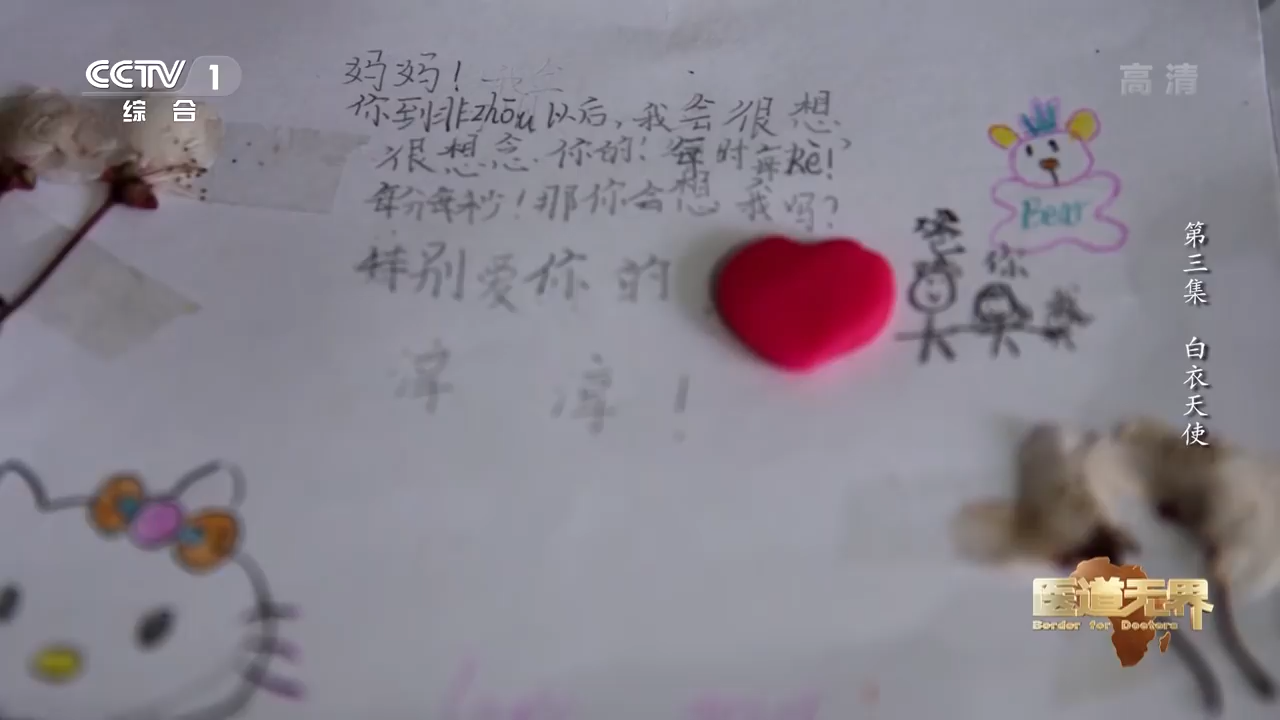 CCTV 1
综合
高清
妈妈!
你到非zhōu以后,我会很想
很想念你的!每时每kè!
每分每秒!那你会想我吗?
特别爱你的
淳 淳!
Bear
爸
你
我
第三集 白衣天使
医道无界
Border for Doctors